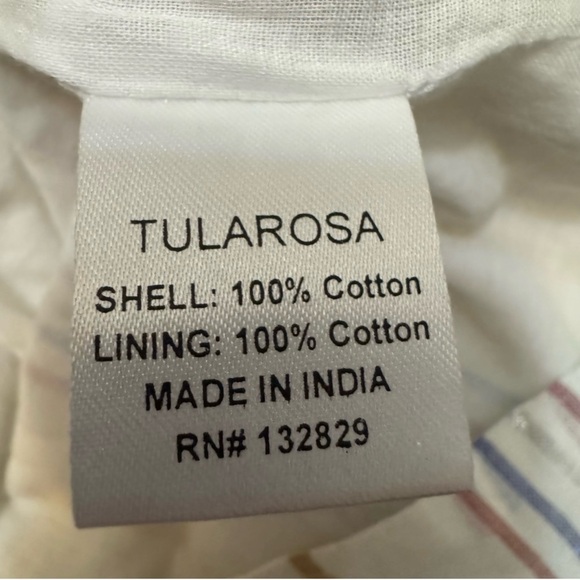 TULAROSA
SHELL: 100% Cotton
LINING: 100% Cotton
MADE IN INDIA
RN# 132829